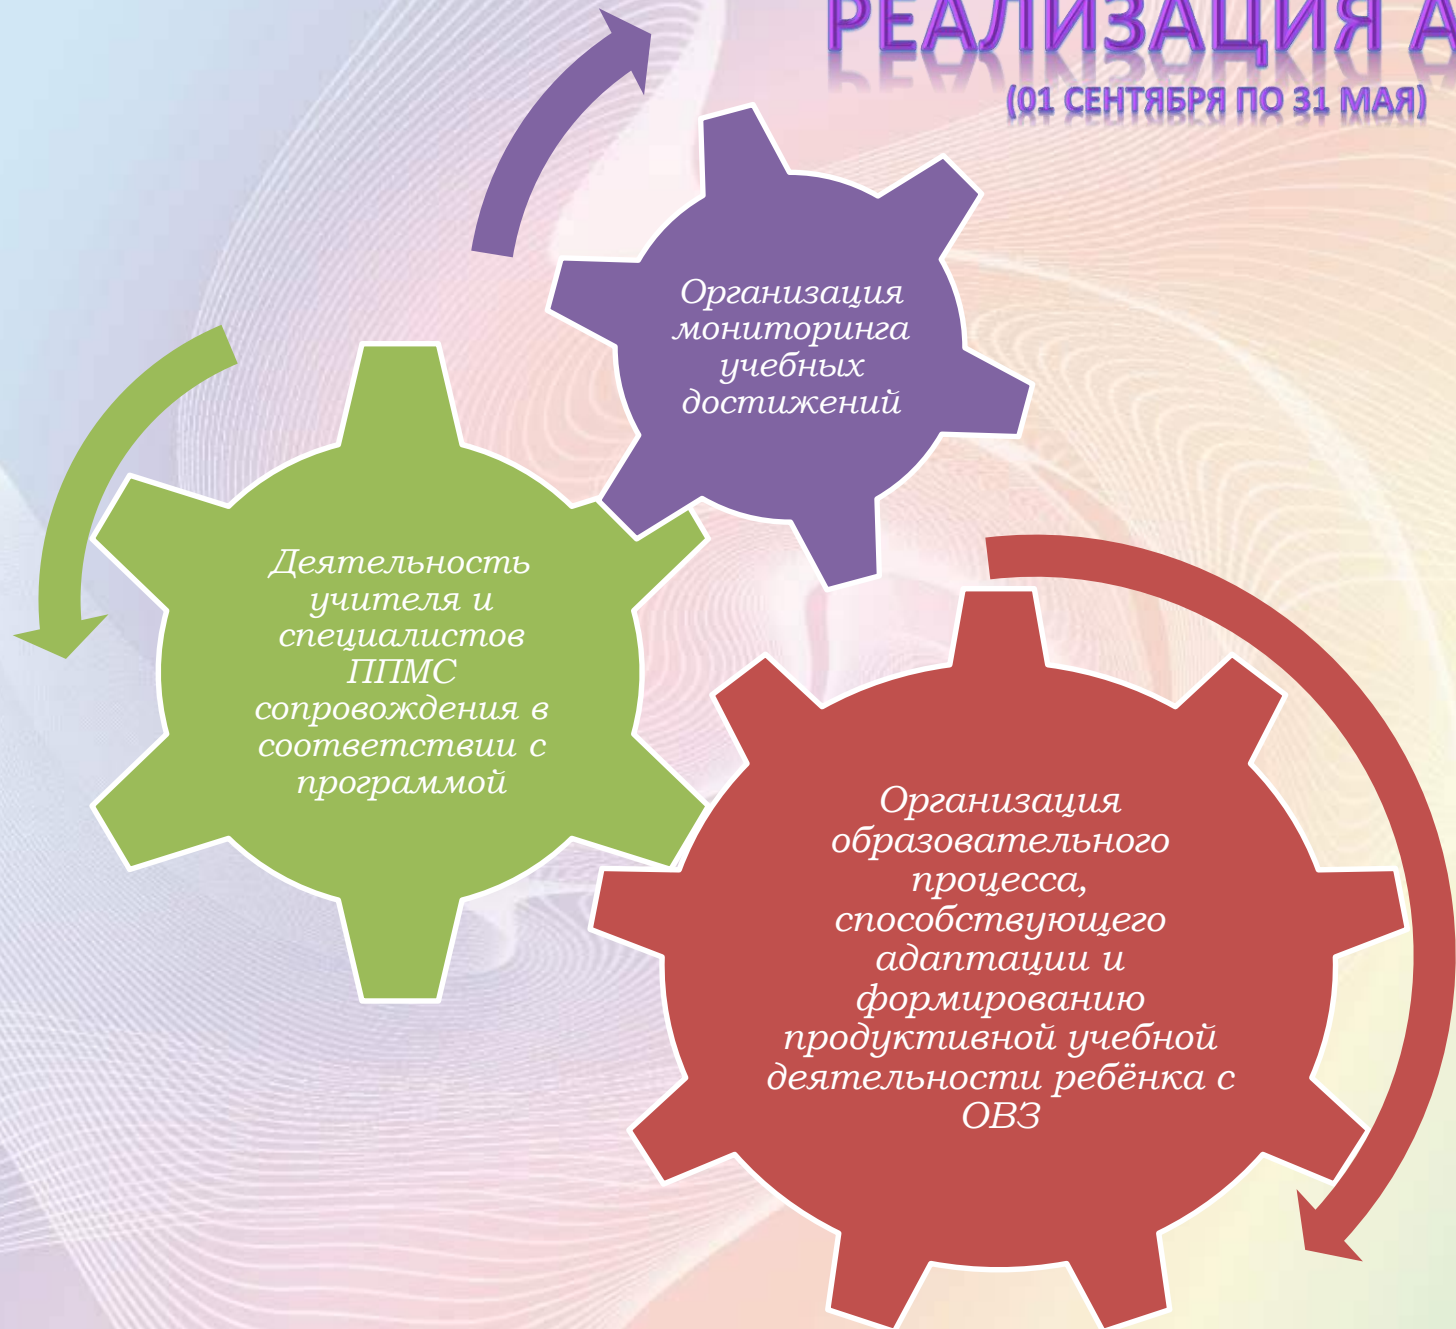 РЕАЛИЗАЦИЯ А
(01 СЕНТЯБРЯ ПО 31 МАЯ)
Организация
мониторинга
учебных
достижений
Деятельность
учителя и
специалистов
ППМС
сопровождения в
соответствии с
программой
Организация
образовательного
процесса,
способствующего
адаптации и
формированию
продуктивной учебной
деятельности ребёнка с
ОВЗ